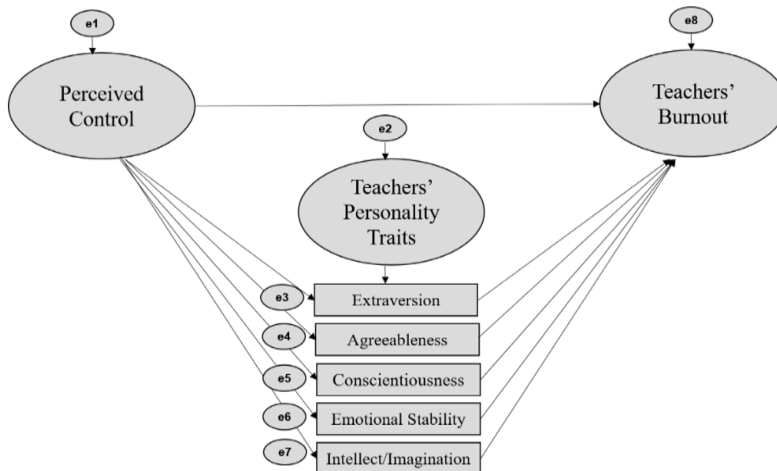 e1
e8
Perceived
Control
Teachers'
Burnout
e2
Teachers'
Personality
Traits
e3
Extraversion
e4
Agreeableness
e5
Conscientiousness
e6
Emotional Stability
e7
Intellect/Imagination